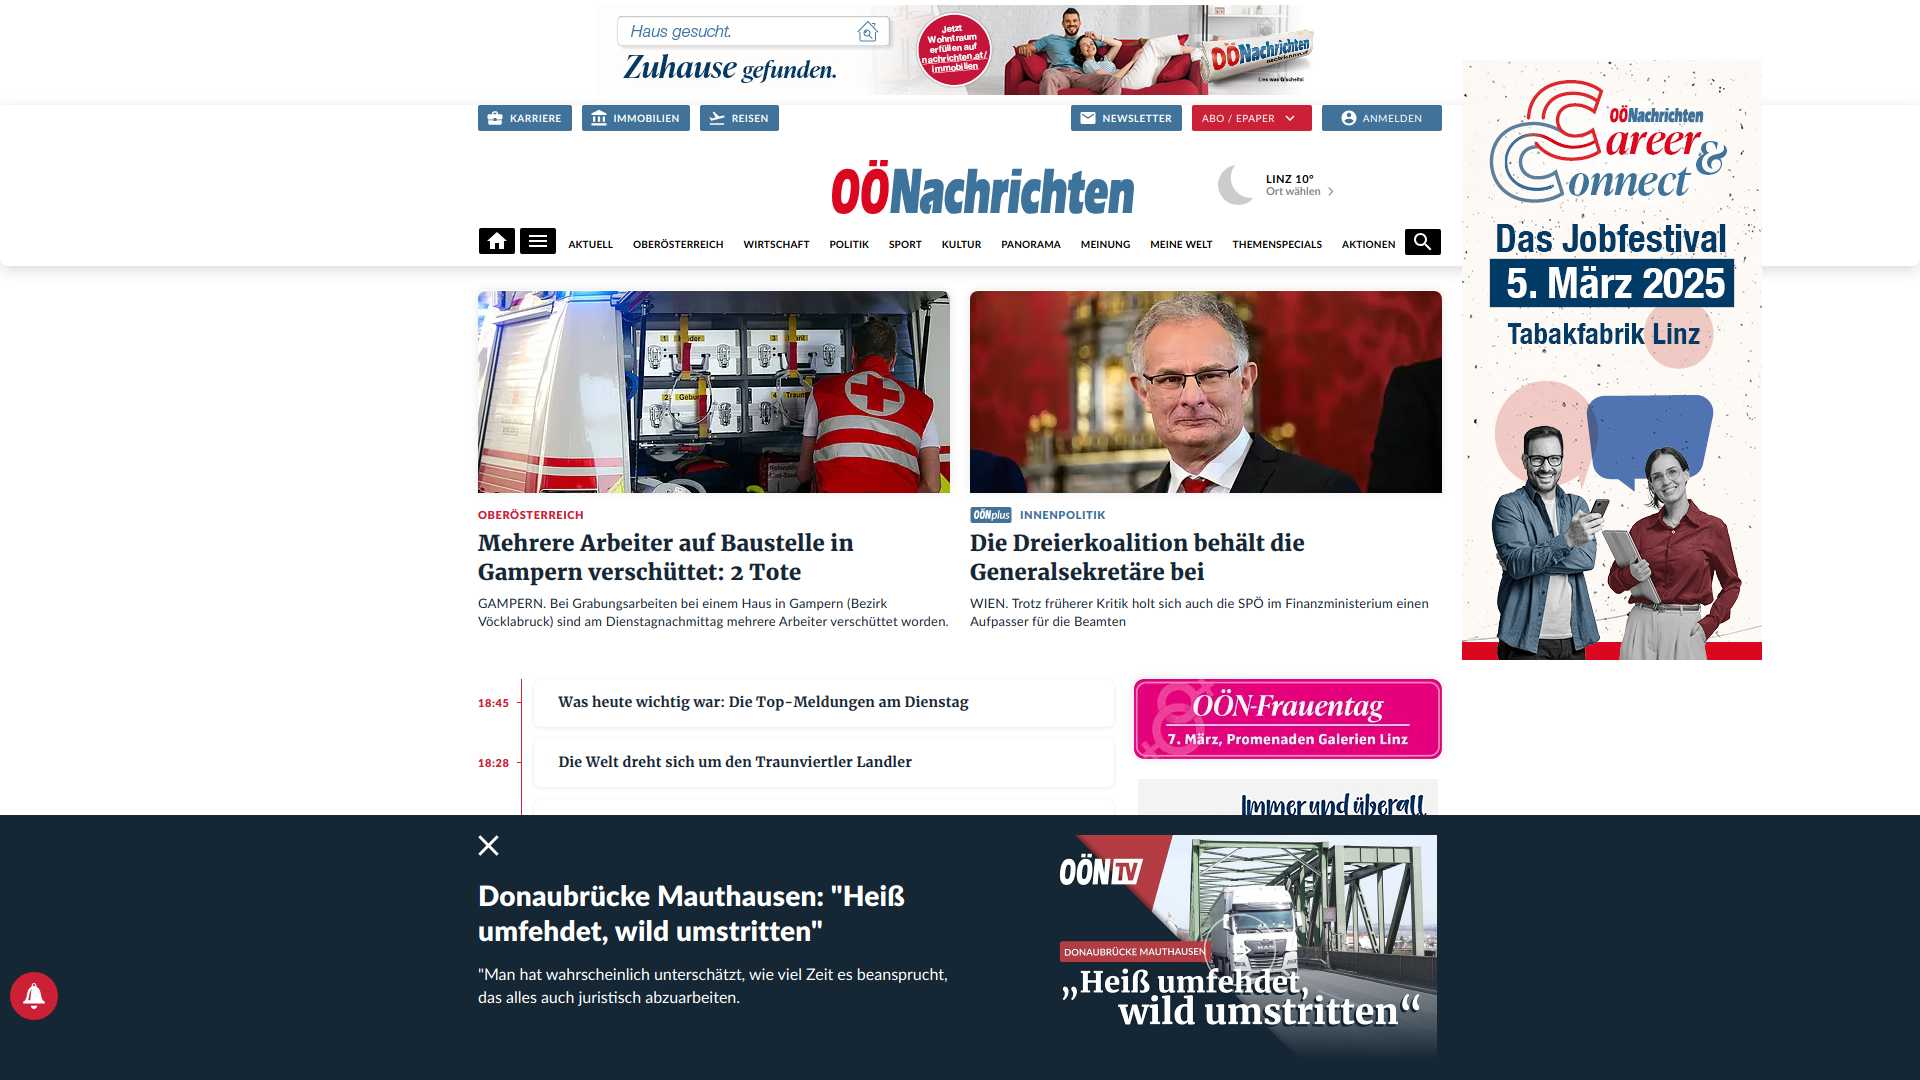 Haus gesucht.
Zuhause gefunden.
Jetzt
Wohntraum
erfüllen auf
nachrichten.at/
immobilien
OÖNachrichten
Lies was G'scheits!
KARRIERE
IMMOBILIEN
REISEN
NEWSLETTER
ABO / EPAPER
ANMELDEN
OÖNachrichten
LINZ 10°
Ort wählen
AKTUELL
OBERÖSTERREICH
WIRTSCHAFT
POLITIK
SPORT
KULTUR
PANORAMA
MEINUNG
MEINE WELT
THEMENSPECIALS
AKTIONEN
OÖNachrichten
Career &
Connect
Das Jobfestival
5. März 2025
Tabakfabrik Linz
OBERÖSTERREICH
Mehrere Arbeiter auf Baustelle in
Gampern verschüttet: 2 Tote
GAMPERN. Bei Grabungsarbeiten bei einem Haus in Gampern (Bezirk
Vöcklabruck) sind am Dienstagnachmittag mehrere Arbeiter verschüttet worden.
OÖNplus INNENPOLITIK
Die Dreierkoalition behält die
Generalsekretäre bei
WIEN. Trotz früherer Kritik holt sich auch die SPÖ im Finanzministerium einen
Aufpasser für die Beamten
18:45
Was heute wichtig war: Die Top-Meldungen am Dienstag
18:28
Die Welt dreht sich um den Traunviertler Landler
OÖN-Frauentag
7. März, Promenaden Galerien Linz
Immer und überall
Donaubrücke Mauthausen: "Heiß
umfehdet, wild umstritten"
"Man hat wahrscheinlich unterschätzt, wie viel Zeit es beansprucht,
das alles auch juristisch abzuarbeiten.
OÖN TV
DONAUBRÜCKE MAUTHAUSEN
„Heiß umfehdet,
wild umstritten“